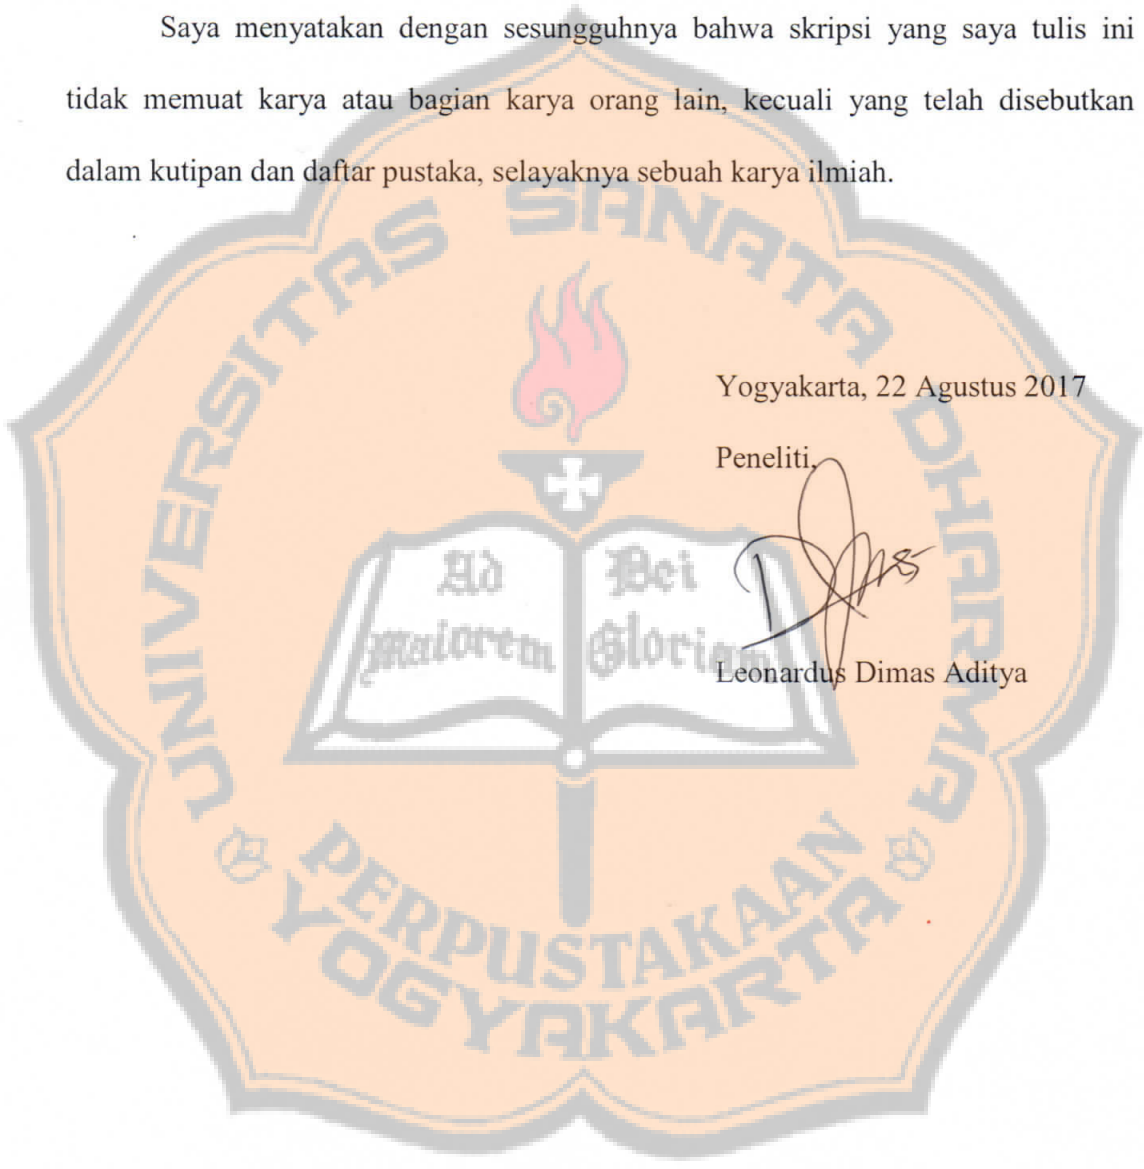 Saya menyatakan dengan sesungguhnya bahwa skripsi yang saya tulis ini
tidak memuat karya atau bagian karya orang lain, kecuali yang telah disebutkan
dalam kutipan dan daftar pustaka, selayaknya sebuah karya ilmiah.
UNIVERSITAS SANATA DHARMA
Yogyakarta, 22 Agustus 2017
Peneliti,
Ad Dei
maiorem Gloriam
Leonardus Dimas Aditya
PERPUSTAKAAN
YOGYAKARTA